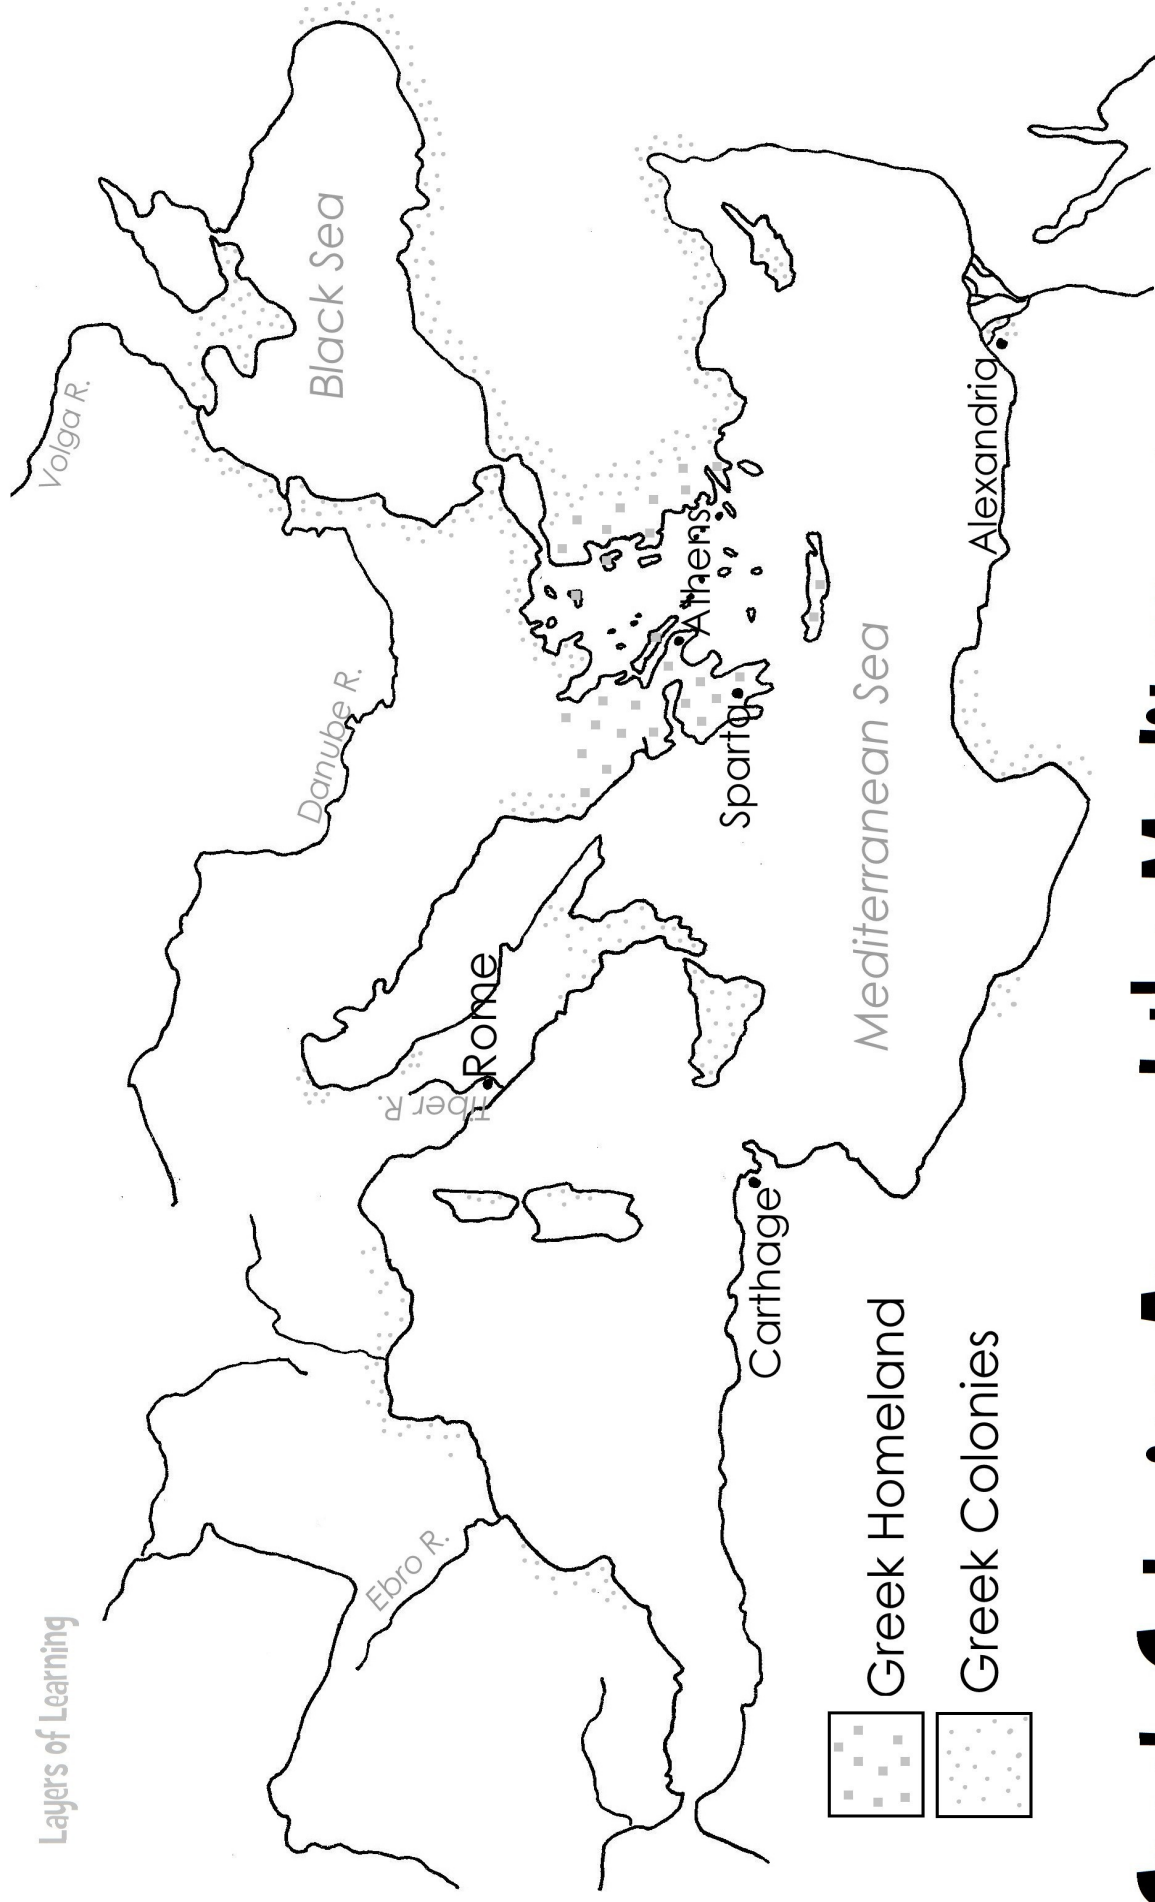 Layers of Learning
Volga R.
Black Sea
Danube R.
Ebro R.
Tiber R.
Rome
Athens
Sparta
Mediterranean Sea
Alexandria
Carthage
Greek Homeland
Greek Colonies